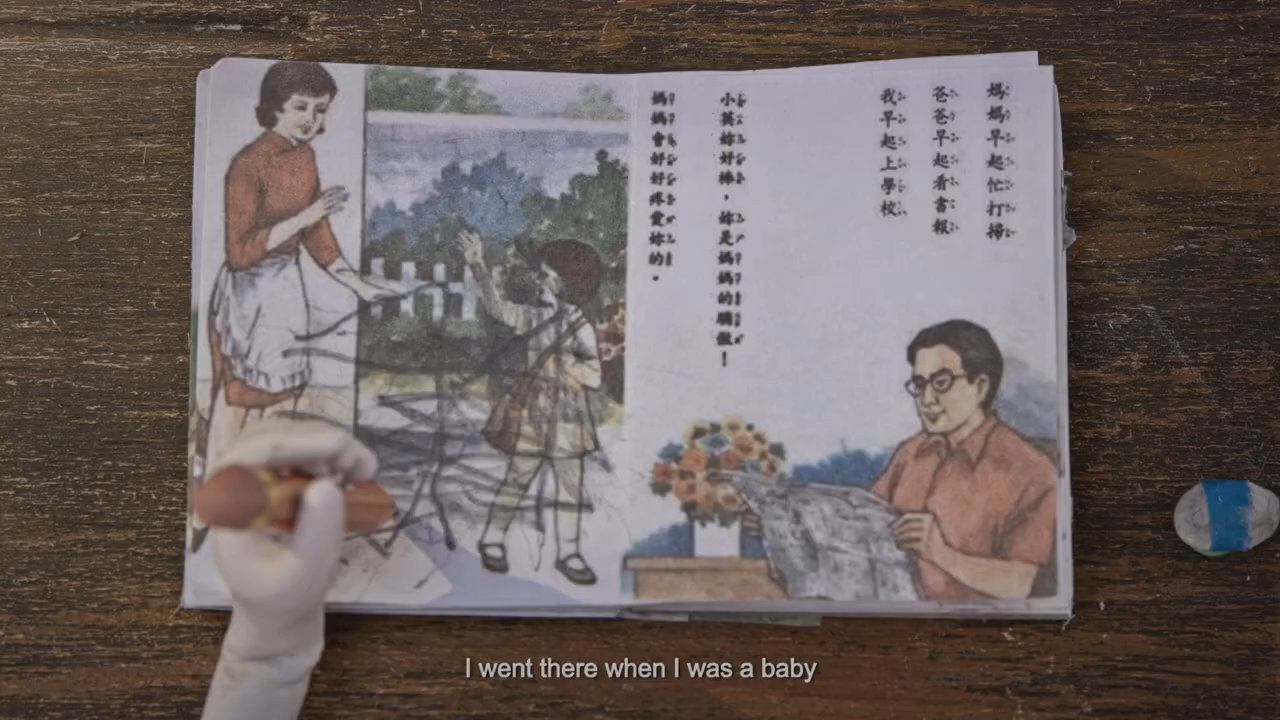 媽媽早起忙打掃
爸爸早起看書報
我早起上學校
小英妳好棒，妳是媽媽的驕傲！
媽媽會好好疼愛妳的。
I went there when I was a baby